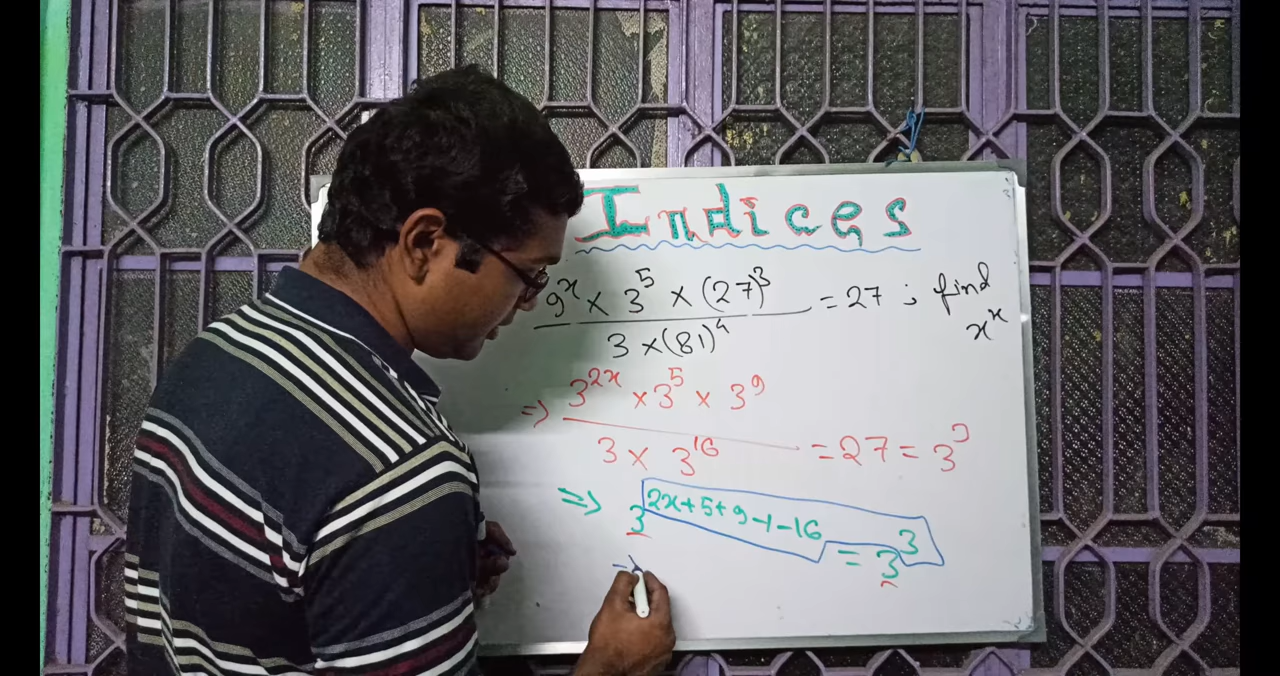 Indices
9^x × 3^5 × (27)^3
= 27 ; find x^x
3 × (81)^4
=> 3^2x × 3^5 × 3^9
3 × 3^16 = 27 = 3^3
=> 3^2x+5+9-1-16 = 3^3
=>